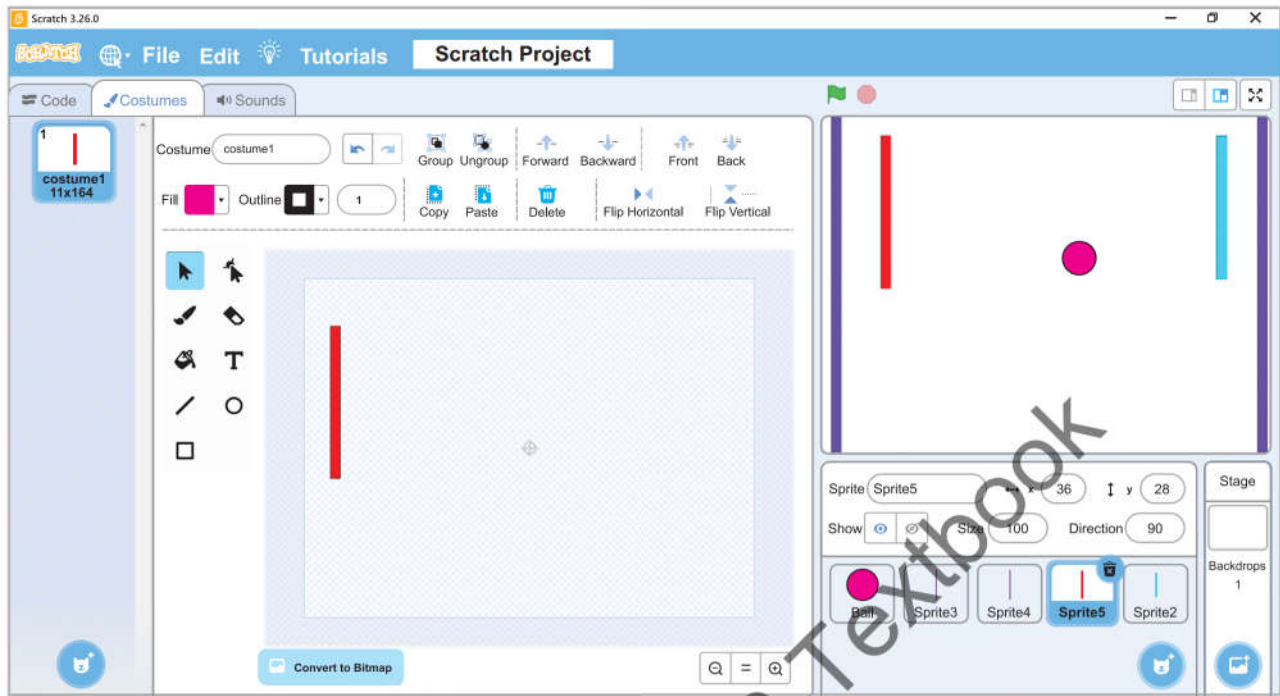 Scratch 3.26.0
SCRATCH File Edit Tutorials Scratch Project
Code Costumes Sounds
1
costume1
11x164
Costume costume1 Group Ungroup Forward Backward Front Back
Fill Outline 1 Copy Paste Delete Flip Horizontal Flip Vertical
T
Convert to Bitmap
Sprite Sprite5 x 36 y 28
Show Size 100 Direction 90
Ball Sprite3 Sprite4 Sprite5 Sprite2
Stage
Backdrops
1
Textbook